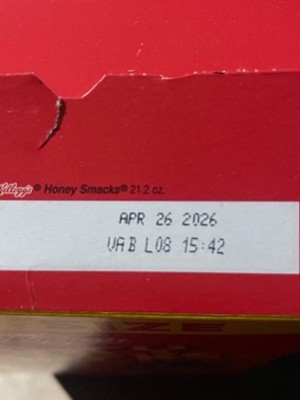 Kellogg's® Honey Smacks® 21.2 oz.
APR 26 2026
VAB L08 15:42